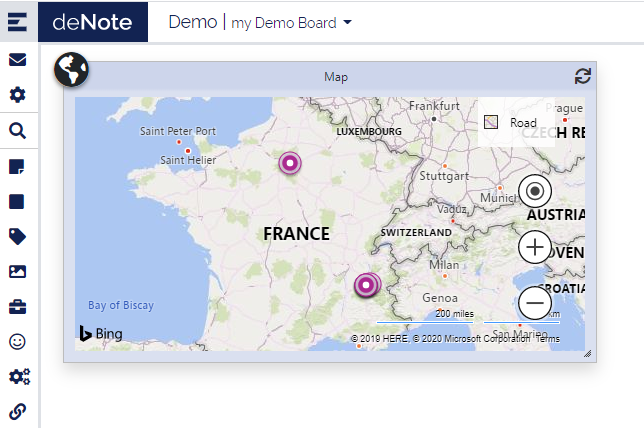 deNote
Demo | my Demo Board
Map
Frankfurt
Prague
Road
Saint Peter Port
LUXEMBOURG
CZECH RE
Saint Helier
Stuttgart
Munich
Vaduz
AUSTRIA
FRANCE
SWITZERLAND
OVEN
Milan
CROATIA
Bay of Biscay
Genoa
200 miles
km
Bing
San Marino
© 2019 HERE, © 2020 Microsoft Corporation Terms